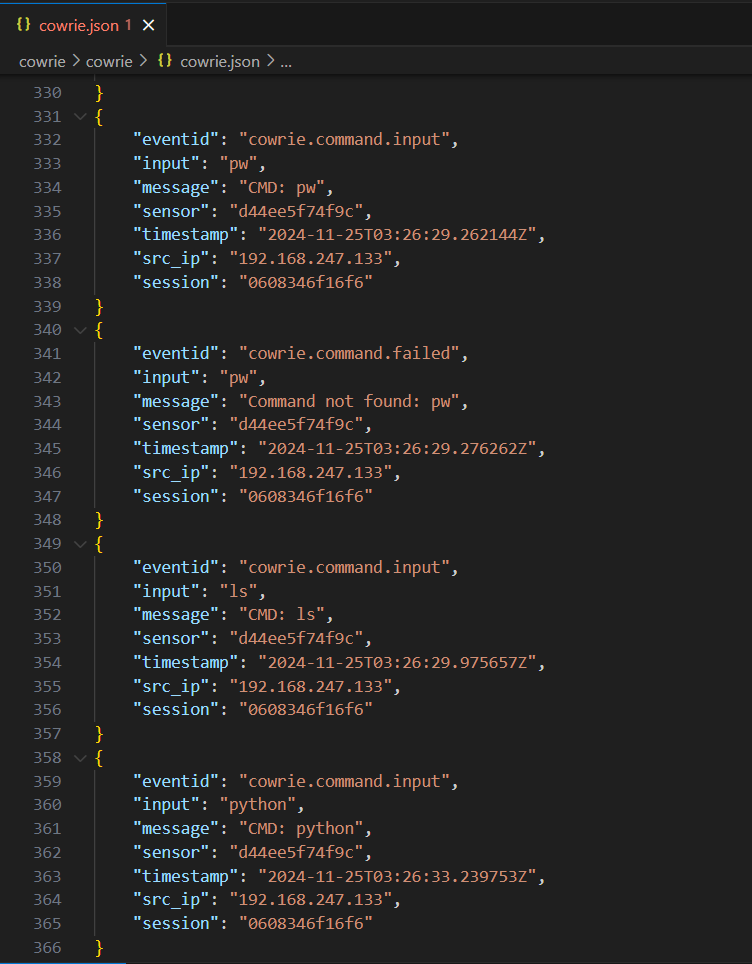 {} cowrie.json 1 ×
cowrie > cowrie > {} cowrie.json > ...
330 }
331 {
332 "eventid": "cowrie.command.input",
333 "input": "pw",
334 "message": "CMD: pw",
335 "sensor": "d44ee5f74f9c",
336 "timestamp": "2024-11-25T03:26:29.262144Z",
337 "src_ip": "192.168.247.133",
338 "session": "0608346f16f6"
339 }
340 {
341 "eventid": "cowrie.command.failed",
342 "input": "pw",
343 "message": "Command not found: pw",
344 "sensor": "d44ee5f74f9c",
345 "timestamp": "2024-11-25T03:26:29.276262Z",
346 "src_ip": "192.168.247.133",
347 "session": "0608346f16f6"
348 }
349 {
350 "eventid": "cowrie.command.input",
351 "input": "ls",
352 "message": "CMD: ls",
353 "sensor": "d44ee5f74f9c",
354 "timestamp": "2024-11-25T03:26:29.975657Z",
355 "src_ip": "192.168.247.133",
356 "session": "0608346f16f6"
357 }
358 {
359 "eventid": "cowrie.command.input",
360 "input": "python",
361 "message": "CMD: python",
362 "sensor": "d44ee5f74f9c",
363 "timestamp": "2024-11-25T03:26:33.239753Z",
364 "src_ip": "192.168.247.133",
365 "session": "0608346f16f6"
366 }